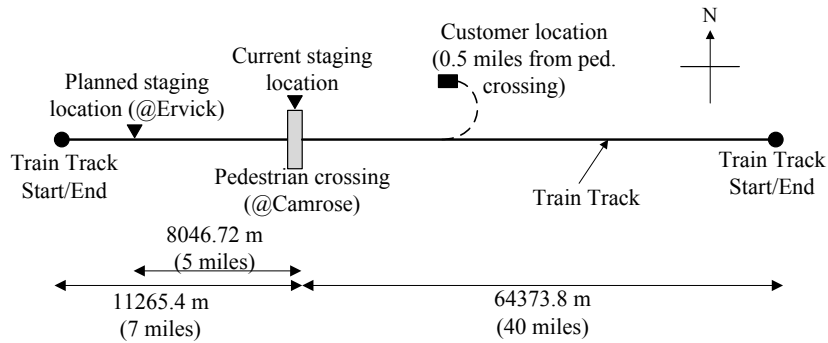 N
Customer location
(0.5 miles from ped.
crossing)
Current staging
location
Planned staging
location (@Ervick)
Train Track
Start/End
Pedestrian crossing
(@Camrose)
Train Track
Train Track
Start/End
8046.72 m
(5 miles)
11265.4 m
(7 miles)
64373.8 m
(40 miles)